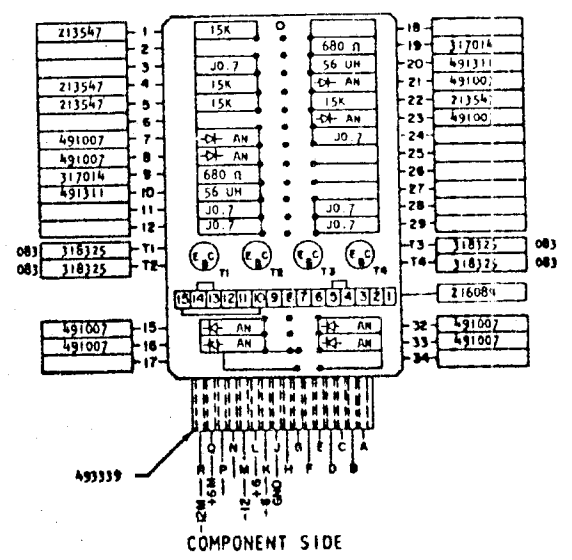 213547 1 15K 18
2 680 Ω 19 317014
3 J0.7 56 UH 20 491311
213547 4 15K AN 21 491007
213547 5 15K 15K 22 213547
6 AN 23 491007
491007 7 AN J0.7 24
491007 8 AN 25
317014 9 680 Ω 26
491311 10 56 UH 27
11 J0.7 J0.7 28
12 J0.7 J0.7 29
083 318325 T1 E B C E B C E B C E B C T3 318325 083
083 318325 T2 T1 T2 T3 T4 T4 318325 083
15 14 13 12 11 10 9 8 7 6 5 4 3 2 1 216084
491007 15 AN AN 32 491007
491007 16 AN AN 33 491007
17 34
493339
R Q P N M L K J H G F E D C B A
-12M +6M -12 +6 GND
COMPONENT SIDE